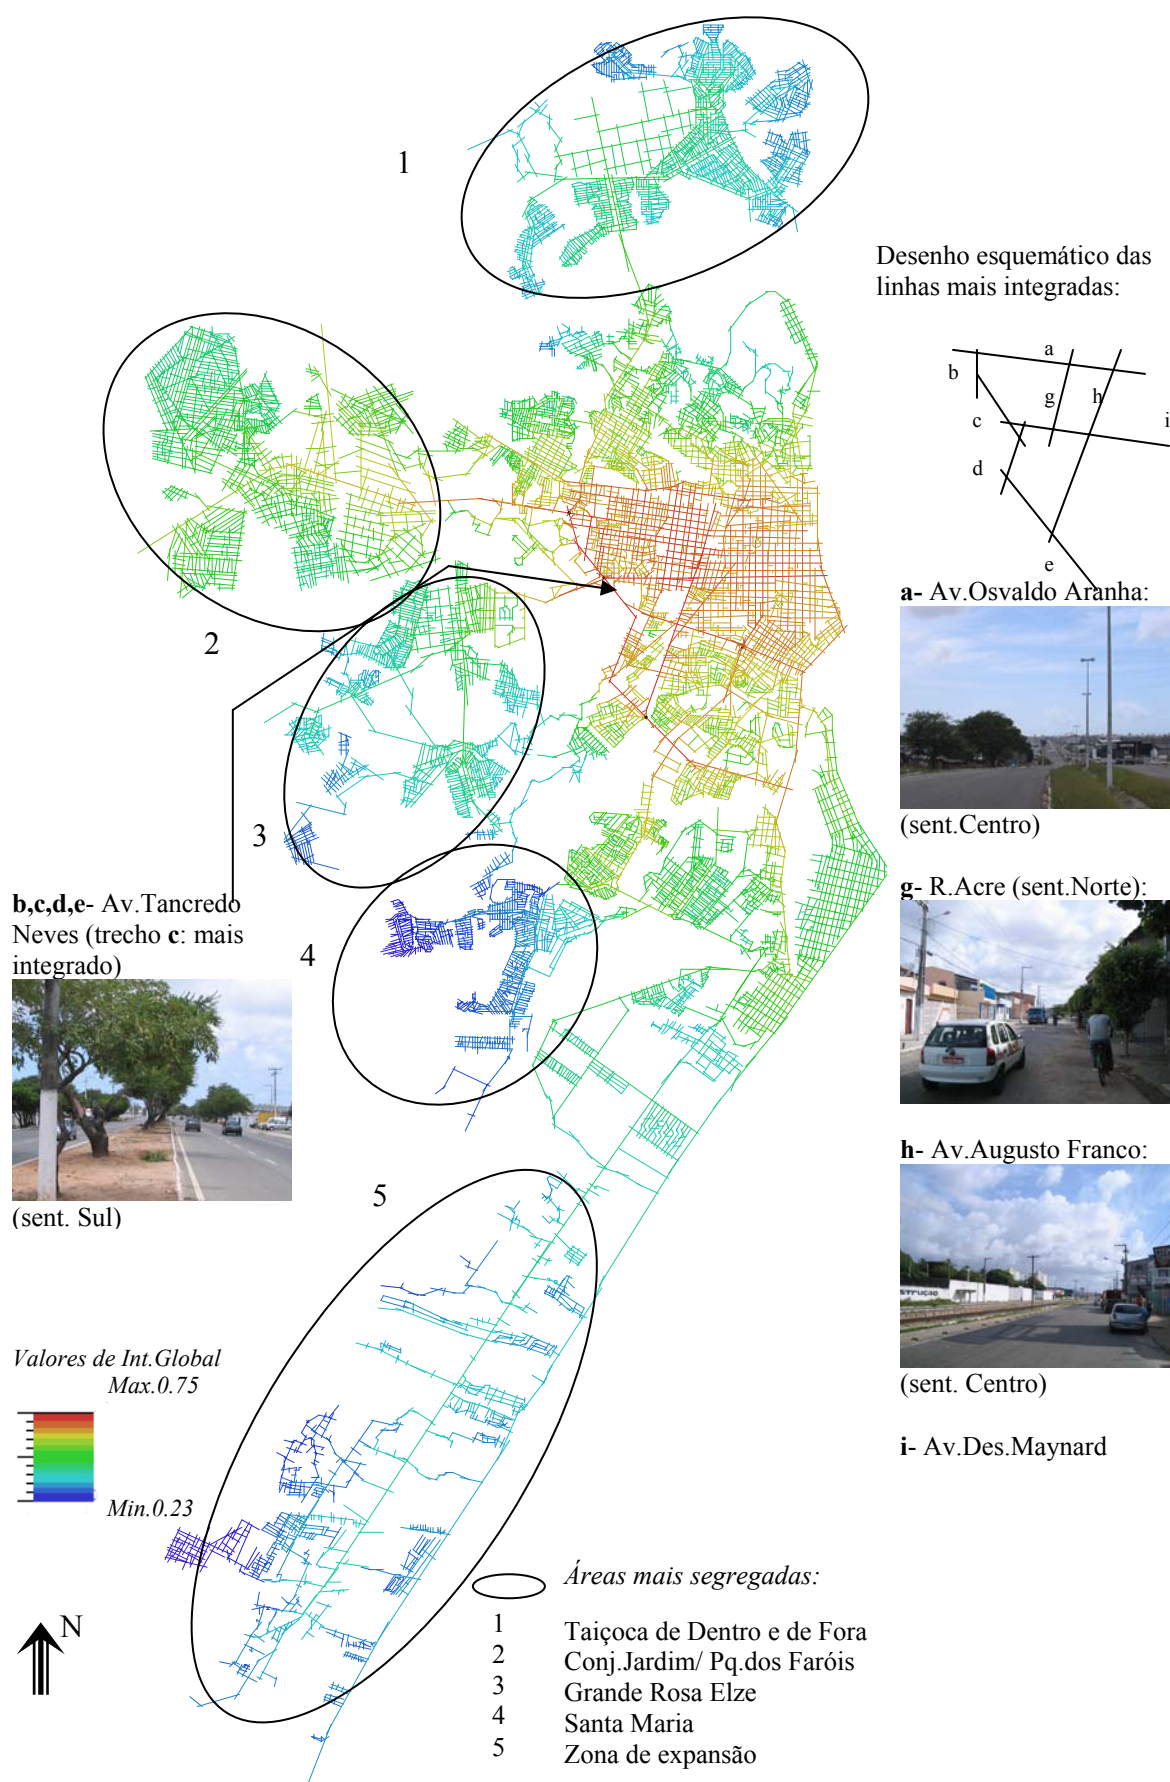 1
Desenho esquemático das
linhas mais integradas:
a
b
g
h
c
i
d
e
2
a- Av.Osvaldo Aranha:
(sent.Centro)
3
b,c,d,e- Av.Tancredo
Neves (trecho c: mais
integrado)
(sent. Sul)
4
g- R.Acre (sent.Norte):
h- Av.Augusto Franco:
STRUÇÃO
(sent. Centro)
5
i- Av.Des.Maynard
Valores de Int.Global
Max.0.75
Min.0.23
N
Áreas mais segregadas:
1 Taiçoca de Dentro e de Fora
2 Conj.Jardim/ Pq.dos Faróis
3 Grande Rosa Elze
4 Santa Maria
5 Zona de expansão